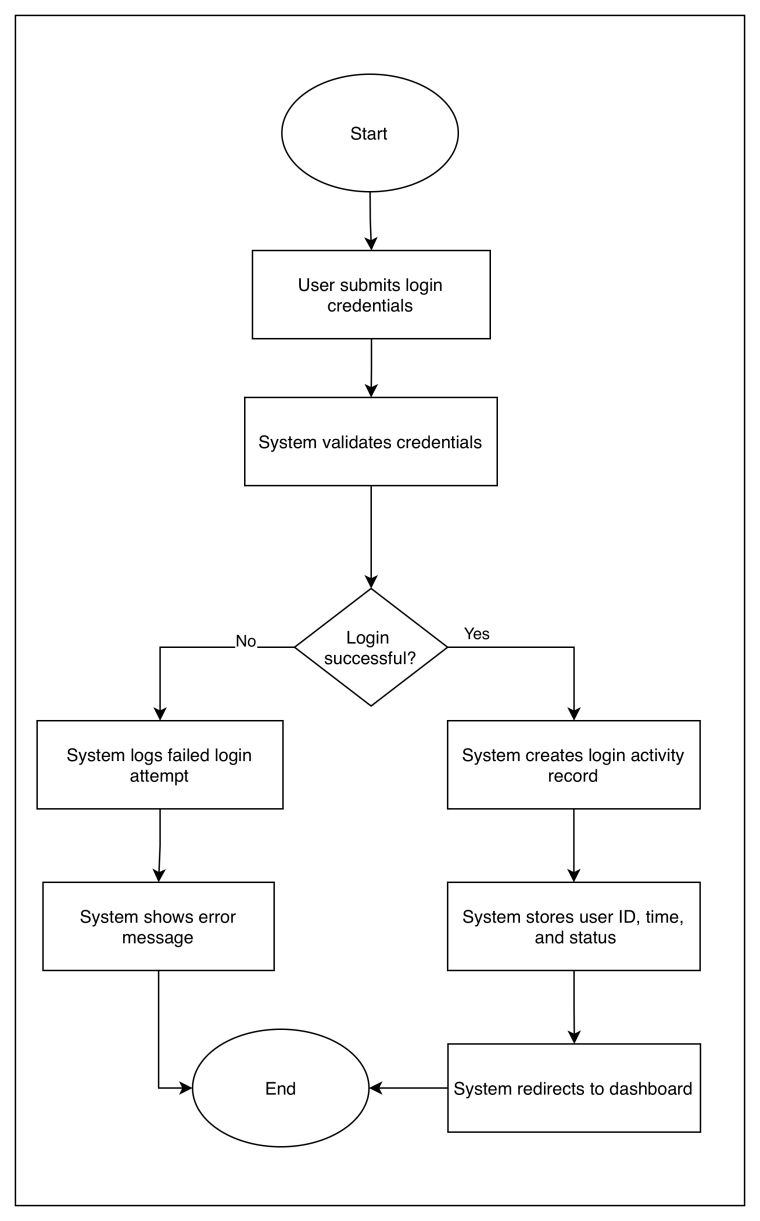 Start
User submits login
credentials
System validates credentials
Login
successful?
No
Yes
System logs failed login
attempt
System creates login activity
record
System shows error
message
System stores user ID, time,
and status
End
System redirects to dashboard